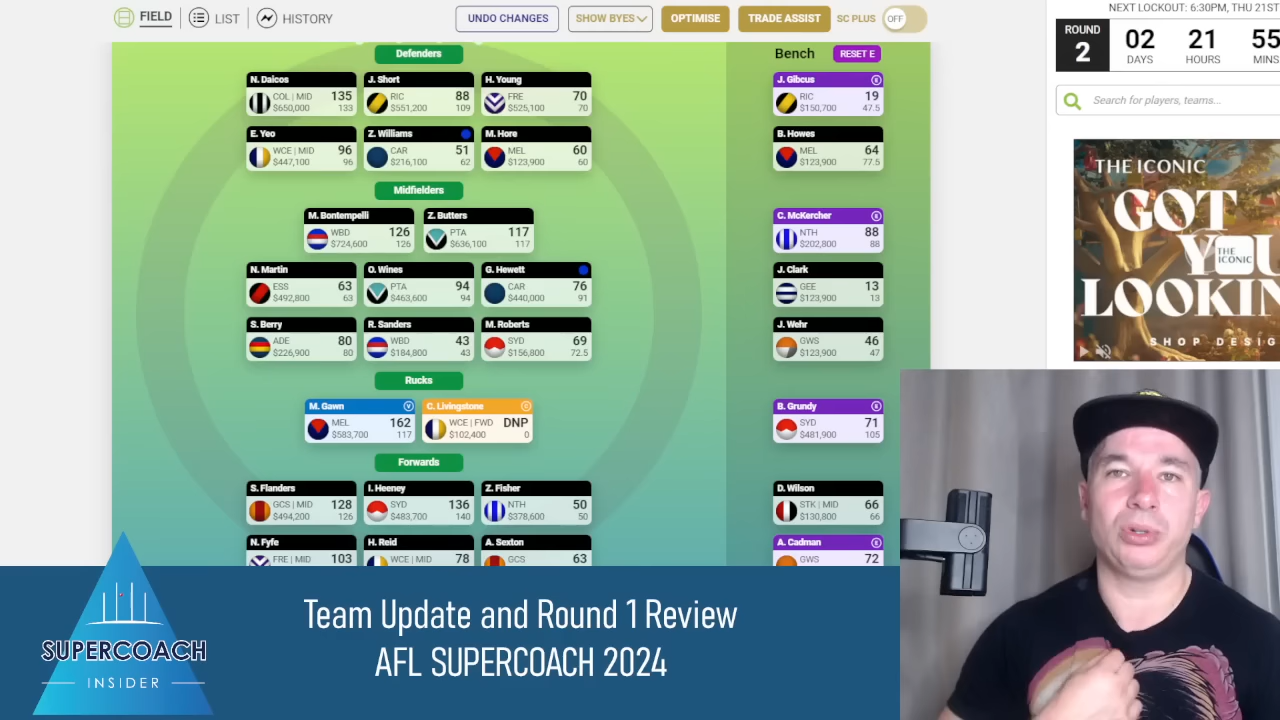 FIELD
LIST
HISTORY
UNDO CHANGES
SHOW BYES
OPTIMISE
TRADE ASSIST
SC PLUS OFF
NEXT LOCKOUT: 6:30PM, THU 21ST
ROUND 2
02 DAYS
21 HOURS
55 MINS
Search for players, teams...
Defenders
Bench
RESET E
N. Daicos
COL | MID 135
$650,000 133
J. Short
RIC 88
$551,200 109
H. Young
FRE 70
$525,100 70
J. Gibcus E
RIC 19
$150,700 47.5
E. Yeo
WCE | MID 96
$447,100 96
Z. Williams
CAR 51
$216,100 62
M. Hore
MEL 60
$123,900 60
B. Howes
MEL 64
$123,900 77.5
Midfielders
M. Bontempelli
WBD 126
$724,600 126
Z. Butters
PTA 117
$636,100 117
C. McKercher E
NTH 88
$202,800 88
N. Martin
ESS 63
$492,800 63
O. Wines
PTA 94
$463,600 94
G. Hewett
CAR 76
$440,000 91
J. Clark
GEE 13
$123,900 13
S. Berry
ADE 80
$226,900 80
R. Sanders
WBD 43
$184,800 43
M. Roberts
SYD 69
$156,800 72.5
J. Wehr
GWS 46
$123,900 47
Rucks
M. Gawn V
MEL 162
$583,700 117
C. Livingstone C
WCE | FWD DNP
$102,400 0
B. Grundy E
SYD 71
$481,900 105
Forwards
S. Flanders
GCS | MID 128
$494,200 126
I. Heeney
SYD 136
$483,700 140
Z. Fisher
NTH 50
$378,600 50
D. Wilson
STK | MID 66
$130,800 66
N. Fyfe
FRE | MID 103
H. Reid
WCE | MID 78
A. Sexton
GCS 63
A. Cadman E
GWS 72
THE ICONIC
GOT
YOU
THE ICONIC
LOOKIN
SHOP DESIG
SUPERCOACH
INSIDER
Team Update and Round 1 Review
AFL SUPERCOACH 2024